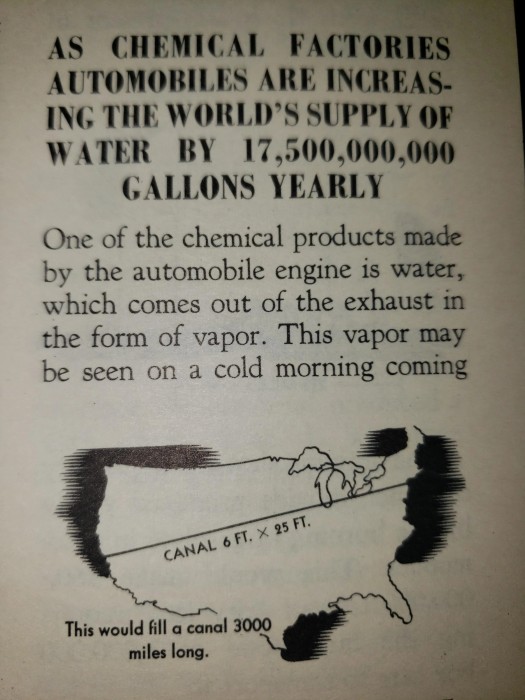 AS CHEMICAL FACTORIES
AUTOMOBILES ARE INCREAS-
ING THE WORLD'S SUPPLY OF
WATER BY 17,500,000,000
GALLONS YEARLY
One of the chemical products made
by the automobile engine is water,
which comes out of the exhaust in
the form of vapor. This vapor may
be seen on a cold morning coming
CANAL 6 FT. X 25 FT.
This would fill a canal 3000
miles long.